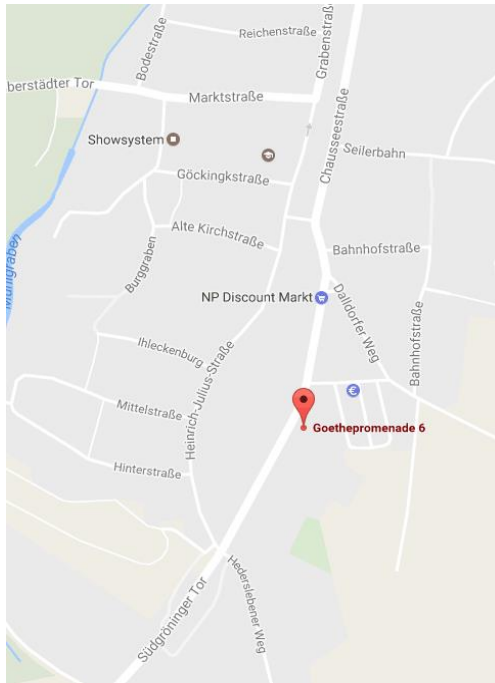 Reichenstraße
Bodestraße
Grabenstraße
berstädter Tor
Marktstraße
Chausseestraße
Showsystem
Seilerbahn
Göckingkstraße
Alte Kirchstraße
Bahnhofstraße
Mühlgraben
Burggraben
NP Discount Markt
Dalldorfer Weg
Ihleckenburg
Bahnhofstraße
Heinrich-Julius-Straße
Mittelstraße
Goethepromenade 6
Hinterstraße
Südgröninger Tor
Hederslebener Weg